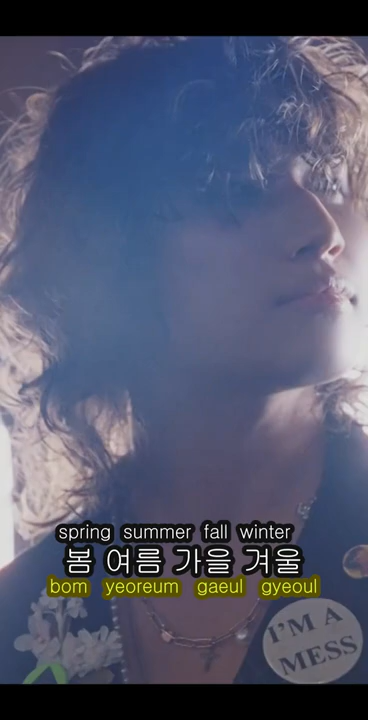 spring summer fall winter
봄 여름 가을 겨울
bom yeoreum gaeul gyeoul
I'M A
MESS